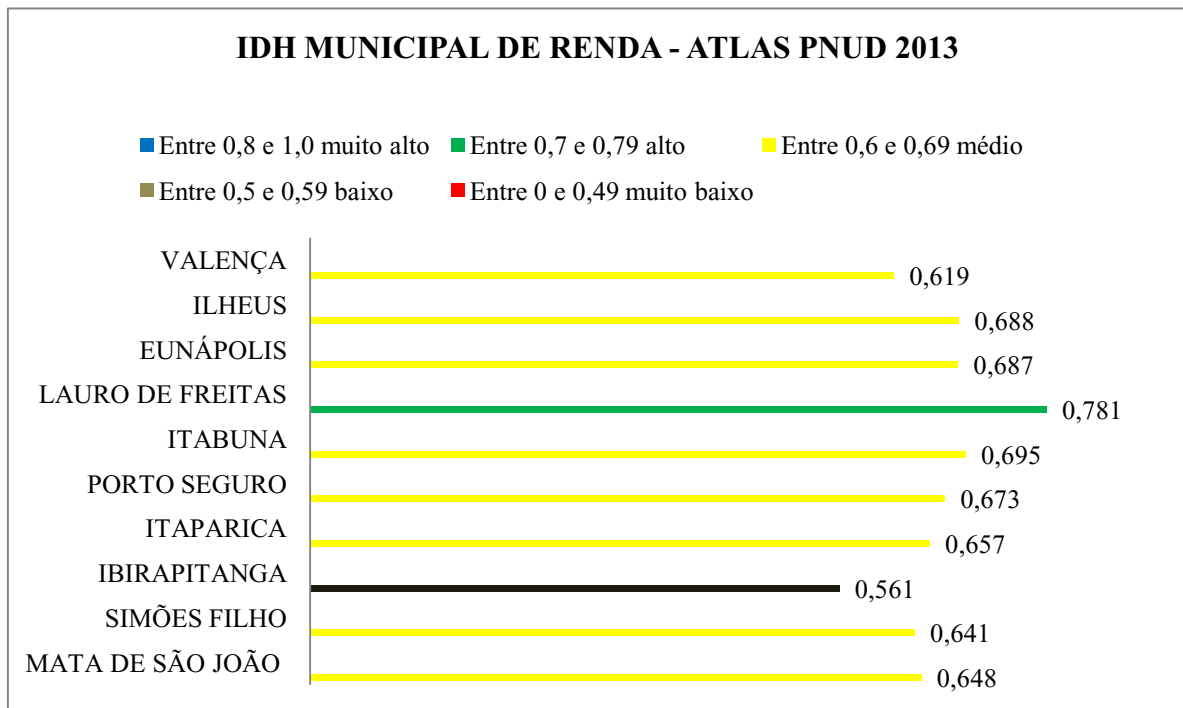 IDH MUNICIPAL DE RENDA - ATLAS PNUD 2013
Entre 0,8 e 1,0 muito alto Entre 0,7 e 0,79 alto Entre 0,6 e 0,69 médio
Entre 0,5 e 0,59 baixo Entre 0 e 0,49 muito baixo
VALENÇA 0,619
ILHEUS 0,688
EUNÁPOLIS 0,687
LAURO DE FREITAS 0,781
ITABUNA 0,695
PORTO SEGURO 0,673
ITAPARICA 0,657
IBIRAPITANGA 0,561
SIMÕES FILHO 0,641
MATA DE SÃO JOÃO 0,648